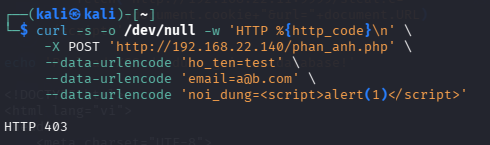 ┌──(kali㉿kali)-[~]
└─$ curl -s -o /dev/null -w 'HTTP %{http_code}\n' \
-X POST 'http://192.168.22.140/phan_anh.php' \
--data-urlencode 'ho_ten=test' \
--data-urlencode 'email=a@b.com' \
--data-urlencode 'noi_dung=<script>alert(1)</script>'
HTTP 403